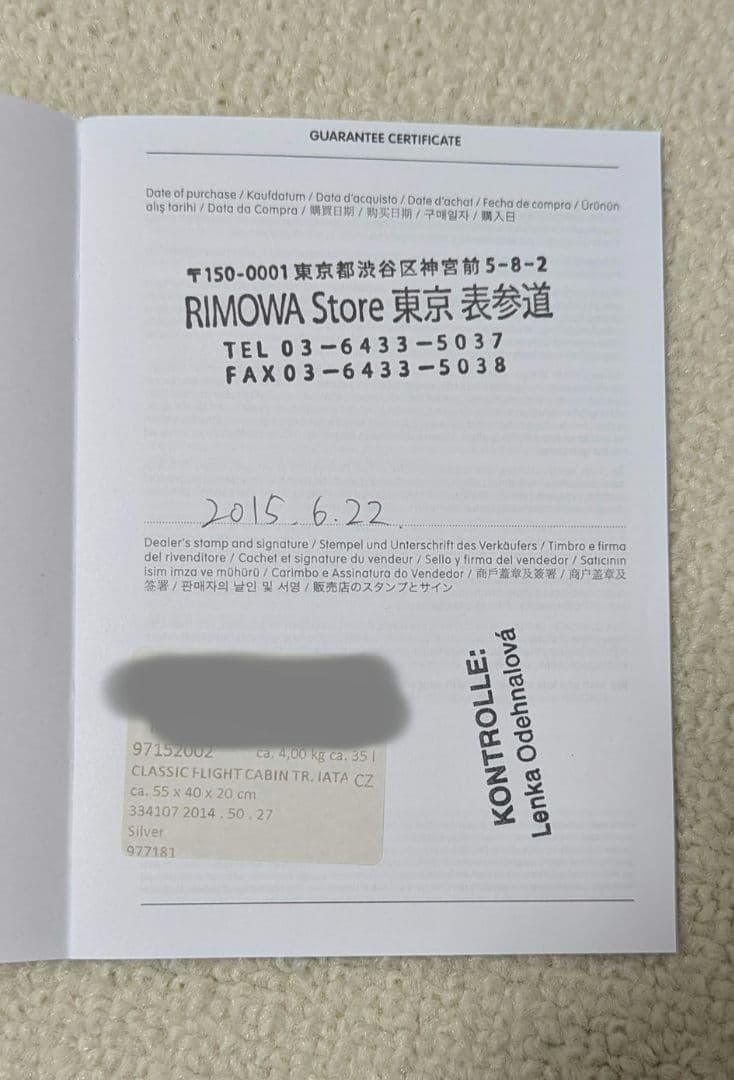 GUARANTEE CERTIFICATE
Date of purchase / Kaufdatum / Data d'acquisto / Date d'achat / Fecha de compra / Ürünün
alış tarihi / Data da Compra / 購買日期 / 购买日期 / 구매일자 / 購入日
〒150-0001 東京都渋谷区神宮前 5-8-2
RIMOWA Store 東京 表参道
TEL 03-6433-5037
FAX 03-6433-5038
2015.6.22.
Dealer's stamp and signature / Stempel und Unterschrift des Verkäufers / Timbro e firma
del rivenditore / Cachet et signature du vendeur / Sello y firma del vendedor / Satıcının
isim imza ve mühürü / Carimbo e Assinatura do Vendedor / 商戶蓋章及簽署 / 商户盖章及
签署 / 판매자의 날인 및 서명 / 販売店のスタンプとサイン
97152002 ca. 4,00 kg ca. 35 l
CLASSIC FLIGHT CABIN TR. IATA CZ
ca. 55 x 40 x 20 cm
334107 2014 . 50 . 27
Silver
977181
KONTROLLE:
Lenka Odehnalová